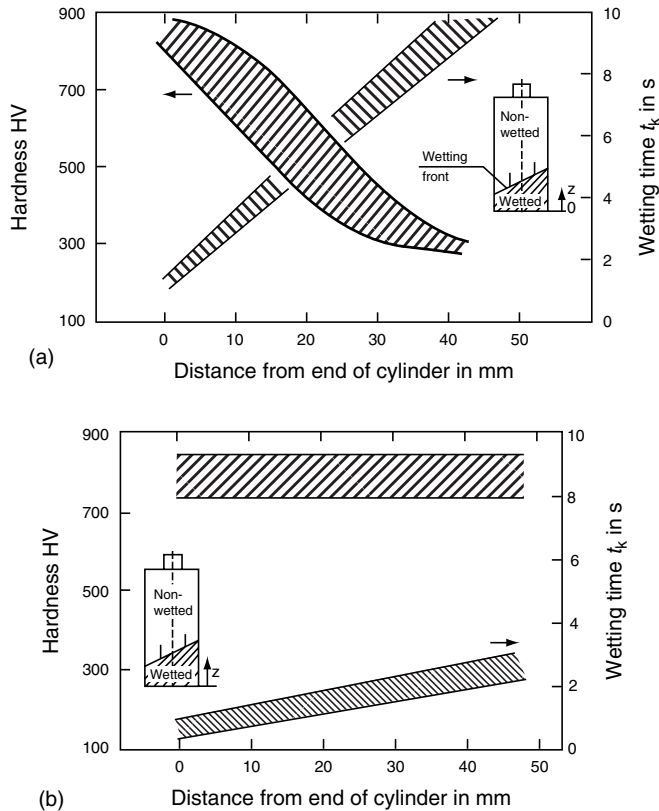 900
700
500
300
100
Hardness HV
10
8
6
4
2
0
Wetting time tk in s
Non-
wetted
Wetting
front
Wetted
z
0
0 10 20 30 40 50
Distance from end of cylinder in mm
(a)
900
700
500
300
100
Hardness HV
10
8
6
4
2
0
Wetting time tk in s
Non-
wetted
Wetted
z
0 10 20 30 40 50
Distance from end of cylinder in mm
(b)